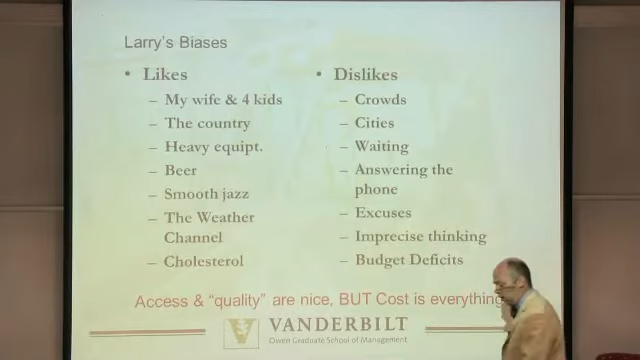 Larry's Biases
• Likes
– My wife & 4 kids
– The country
– Heavy equipt.
– Beer
– Smooth jazz
– The Weather
Channel
– Cholesterol
• Dislikes
– Crowds
– Cities
– Waiting
– Answering the
phone
– Excuses
– Imprecise thinking
– Budget Deficits
Access & "quality" are nice, BUT Cost is everything
VANDERBILT
Owen Graduate School of Management